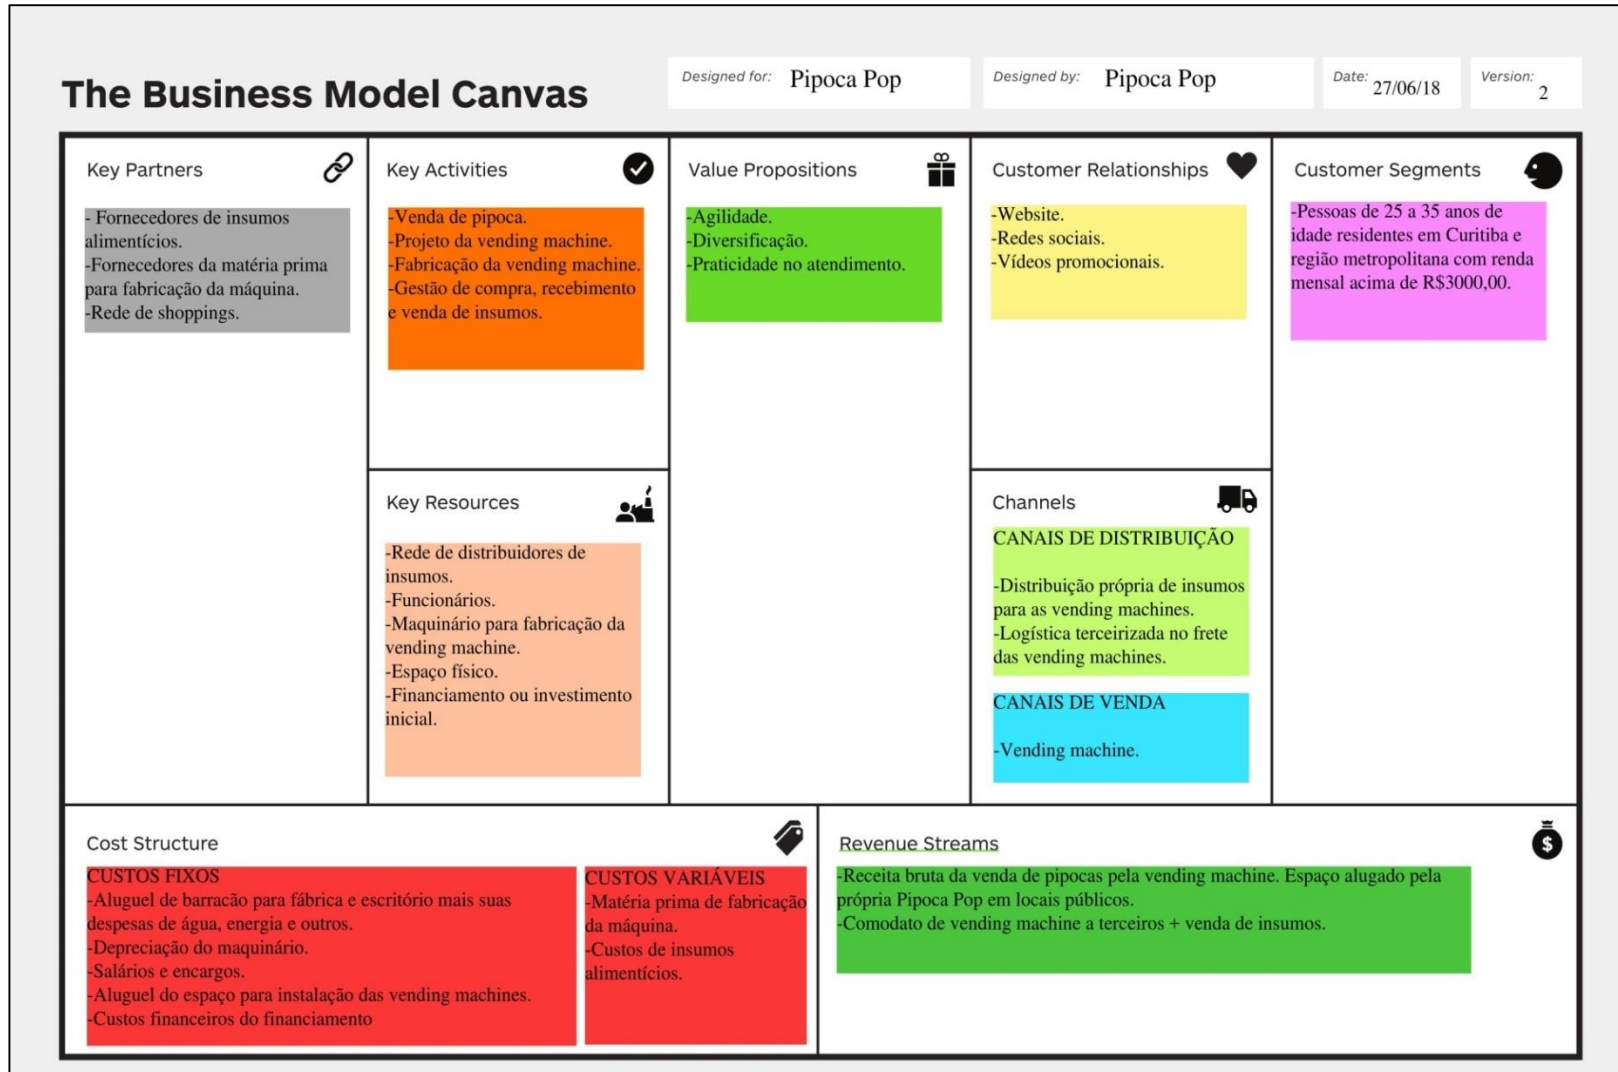 The Business Model Canvas
Designed for: Pipoca Pop
Designed by: Pipoca Pop
Date: 27/06/18
Version: 2
Key Partners
- Fornecedores de insumos
alimentícios.
-Fornecedores da matéria prima
para fabricação da máquina.
-Rede de shoppings.
Key Activities
-Venda de pipoca.
-Projeto da vending machine.
-Fabricação da vending machine.
-Gestão de compra, recebimento
e venda de insumos.
Key Resources
-Rede de distribuidores de
insumos.
-Funcionários.
-Maquinário para fabricação da
vending machine.
-Espaço físico.
-Financiamento ou investimento
inicial.
Value Propositions
-Agilidade.
-Diversificação.
-Praticidade no atendimento.
Customer Relationships
-Website.
-Redes sociais.
-Vídeos promocionais.
Channels
CANAIS DE DISTRIBUIÇÃO
-Distribuição própria de insumos
para as vending machines.
-Logística terceirizada no frete
das vending machines.
CANAIS DE VENDA
-Vending machine.
Customer Segments
-Pessoas de 25 a 35 anos de
idade residentes em Curitiba e
região metropolitana com renda
mensal acima de R$3000,00.
Cost Structure
CUSTOS FIXOS
-Aluguel de barracão para fábrica e escritório mais suas
despesas de água, energia e outros.
-Depreciação do maquinário.
-Salários e encargos.
-Aluguel do espaço para instalação das vending machines.
-Custos financeiros do financiamento
CUSTOS VARIÁVEIS
-Matéria prima de fabricação
da máquina.
-Custos de insumos
alimentícios.
Revenue Streams
-Receita bruta da venda de pipocas pela vending machine. Espaço alugado pela
própria Pipoca Pop em locais públicos.
-Comodato de vending machine a terceiros + venda de insumos.